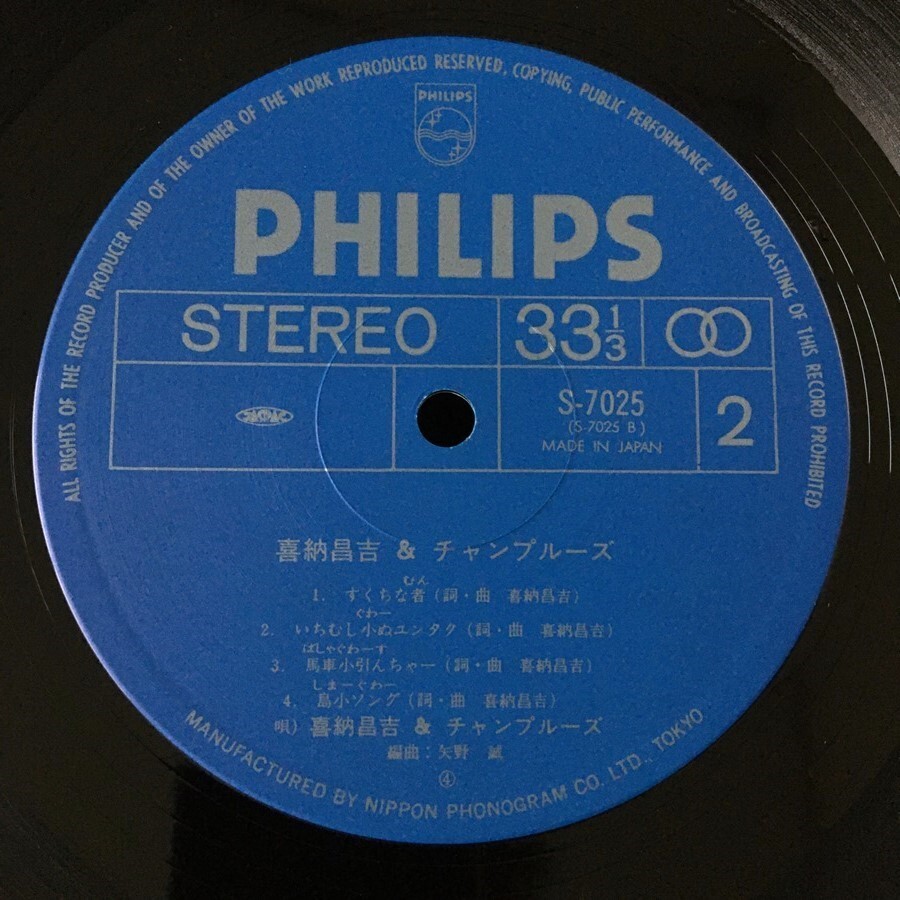 ALL RIGHTS OF THE RECORD PRODUCER AND OF THE OWNER OF THE WORK REPRODUCED RESERVED, COPYING, PUBLIC PERFORMANCE AND BROADCASTING OF THIS RECORD PROHIBITED
PHILIPS
PHILIPS
STEREO
33 1/3
S-7025
(S-7025 B)
MADE IN JAPAN
2
喜納昌吉 & チャンプルーズ
むん
1. すくちな者 (詞・曲 喜納昌吉)
ぐわー
2. いちむし小ぬユンタク (詞・曲 喜納昌吉)
ばしゃぐわーす
3. 馬車小引んちゃー (詞・曲 喜納昌吉)
しまーぐわー
4. 島小ソング (詞・曲 喜納昌吉)
唄) 喜納昌吉 & チャンプルーズ
編曲:矢野 誠
④
MANUFACTURED BY NIPPON PHONOGRAM CO. LTD., TOKYO